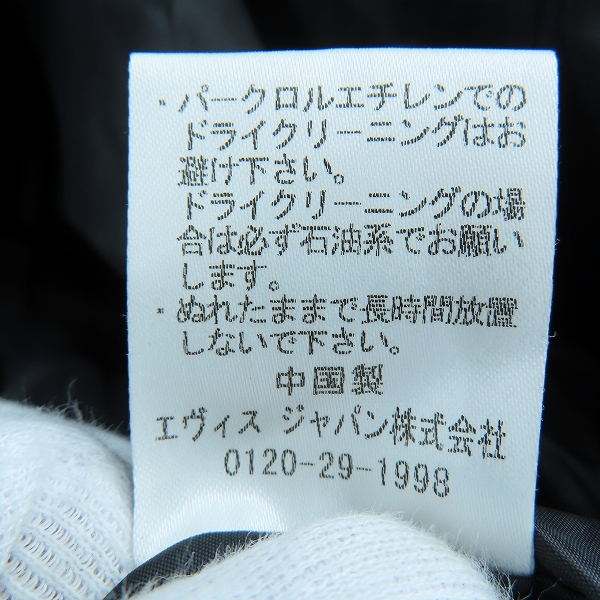 ・パークロルエチレンでの
ドライクリーニングはお
避け下さい。
ドライクリーニングの場
合は必ず石油系でお願い
します。
・ぬれたままで長時間放置
しないで下さい。
中国製
エヴィス ジャパン株式会社
0120-29-1998